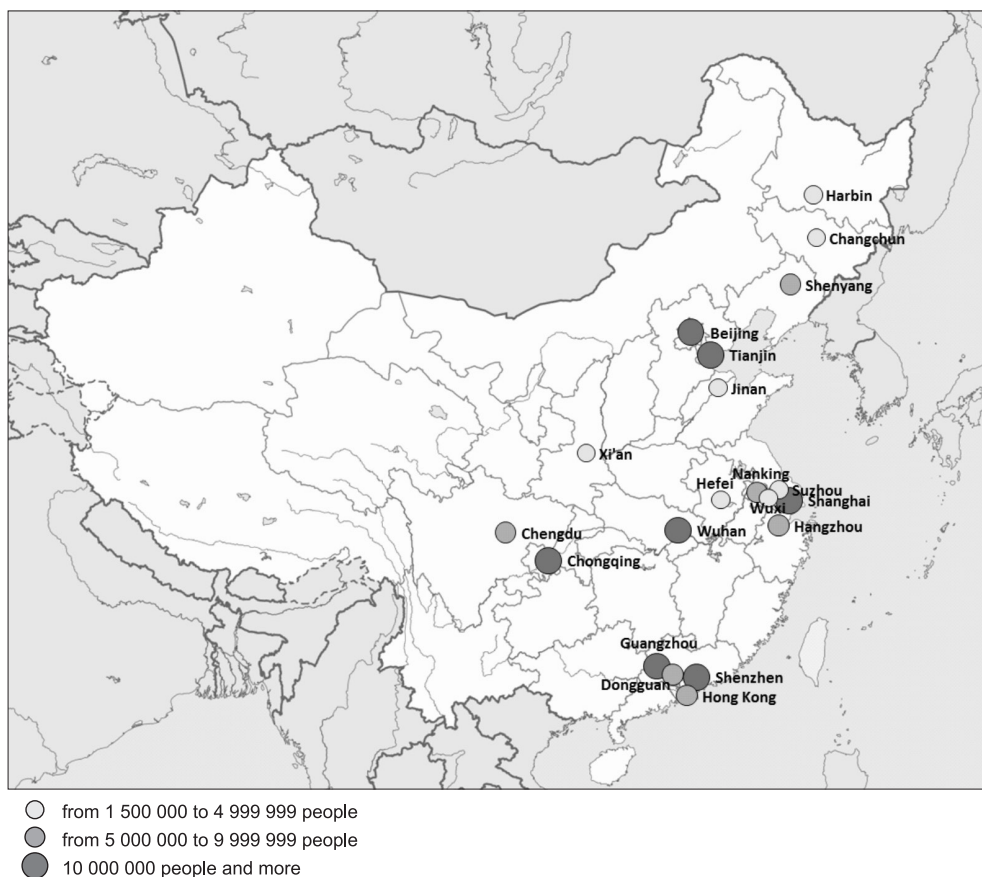 Harbin
Changchun
Shenyang
Beijing
Tianjin
Jinan
Xi'an
Nanking
Hefei
Suzhou
Shanghai
Wuxi
Hangzhou
Wuhan
Chengdu
Chongqing
Guangzhou
Shenzhen
Dongguan
Hong Kong
from 1 500 000 to 4 999 999 people
from 5 000 000 to 9 999 999 people
10 000 000 people and more